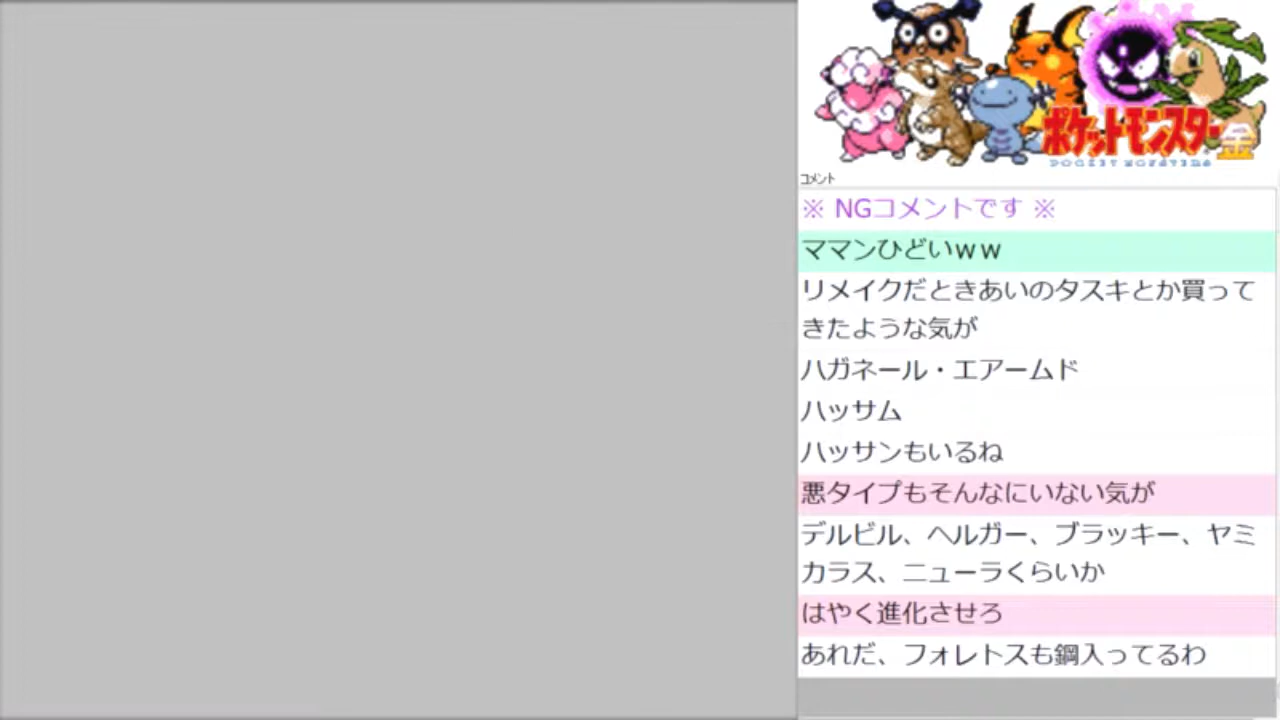 ポケットモンスター金
POCKET MONSTERS
コメント
※ NGコメントです ※
ママンひどいｗｗ
リメイクだときあいのタスキとか買って
きたような気が
ハガネール・エアームド
ハッサム
ハッサンもいるね
悪タイプもそんなにいない気が
デルビル、ヘルガー、ブラッキー、ヤミ
カラス、ニューラくらいか
はやく進化させろ
あれだ、フォレトスも鋼入ってるわ